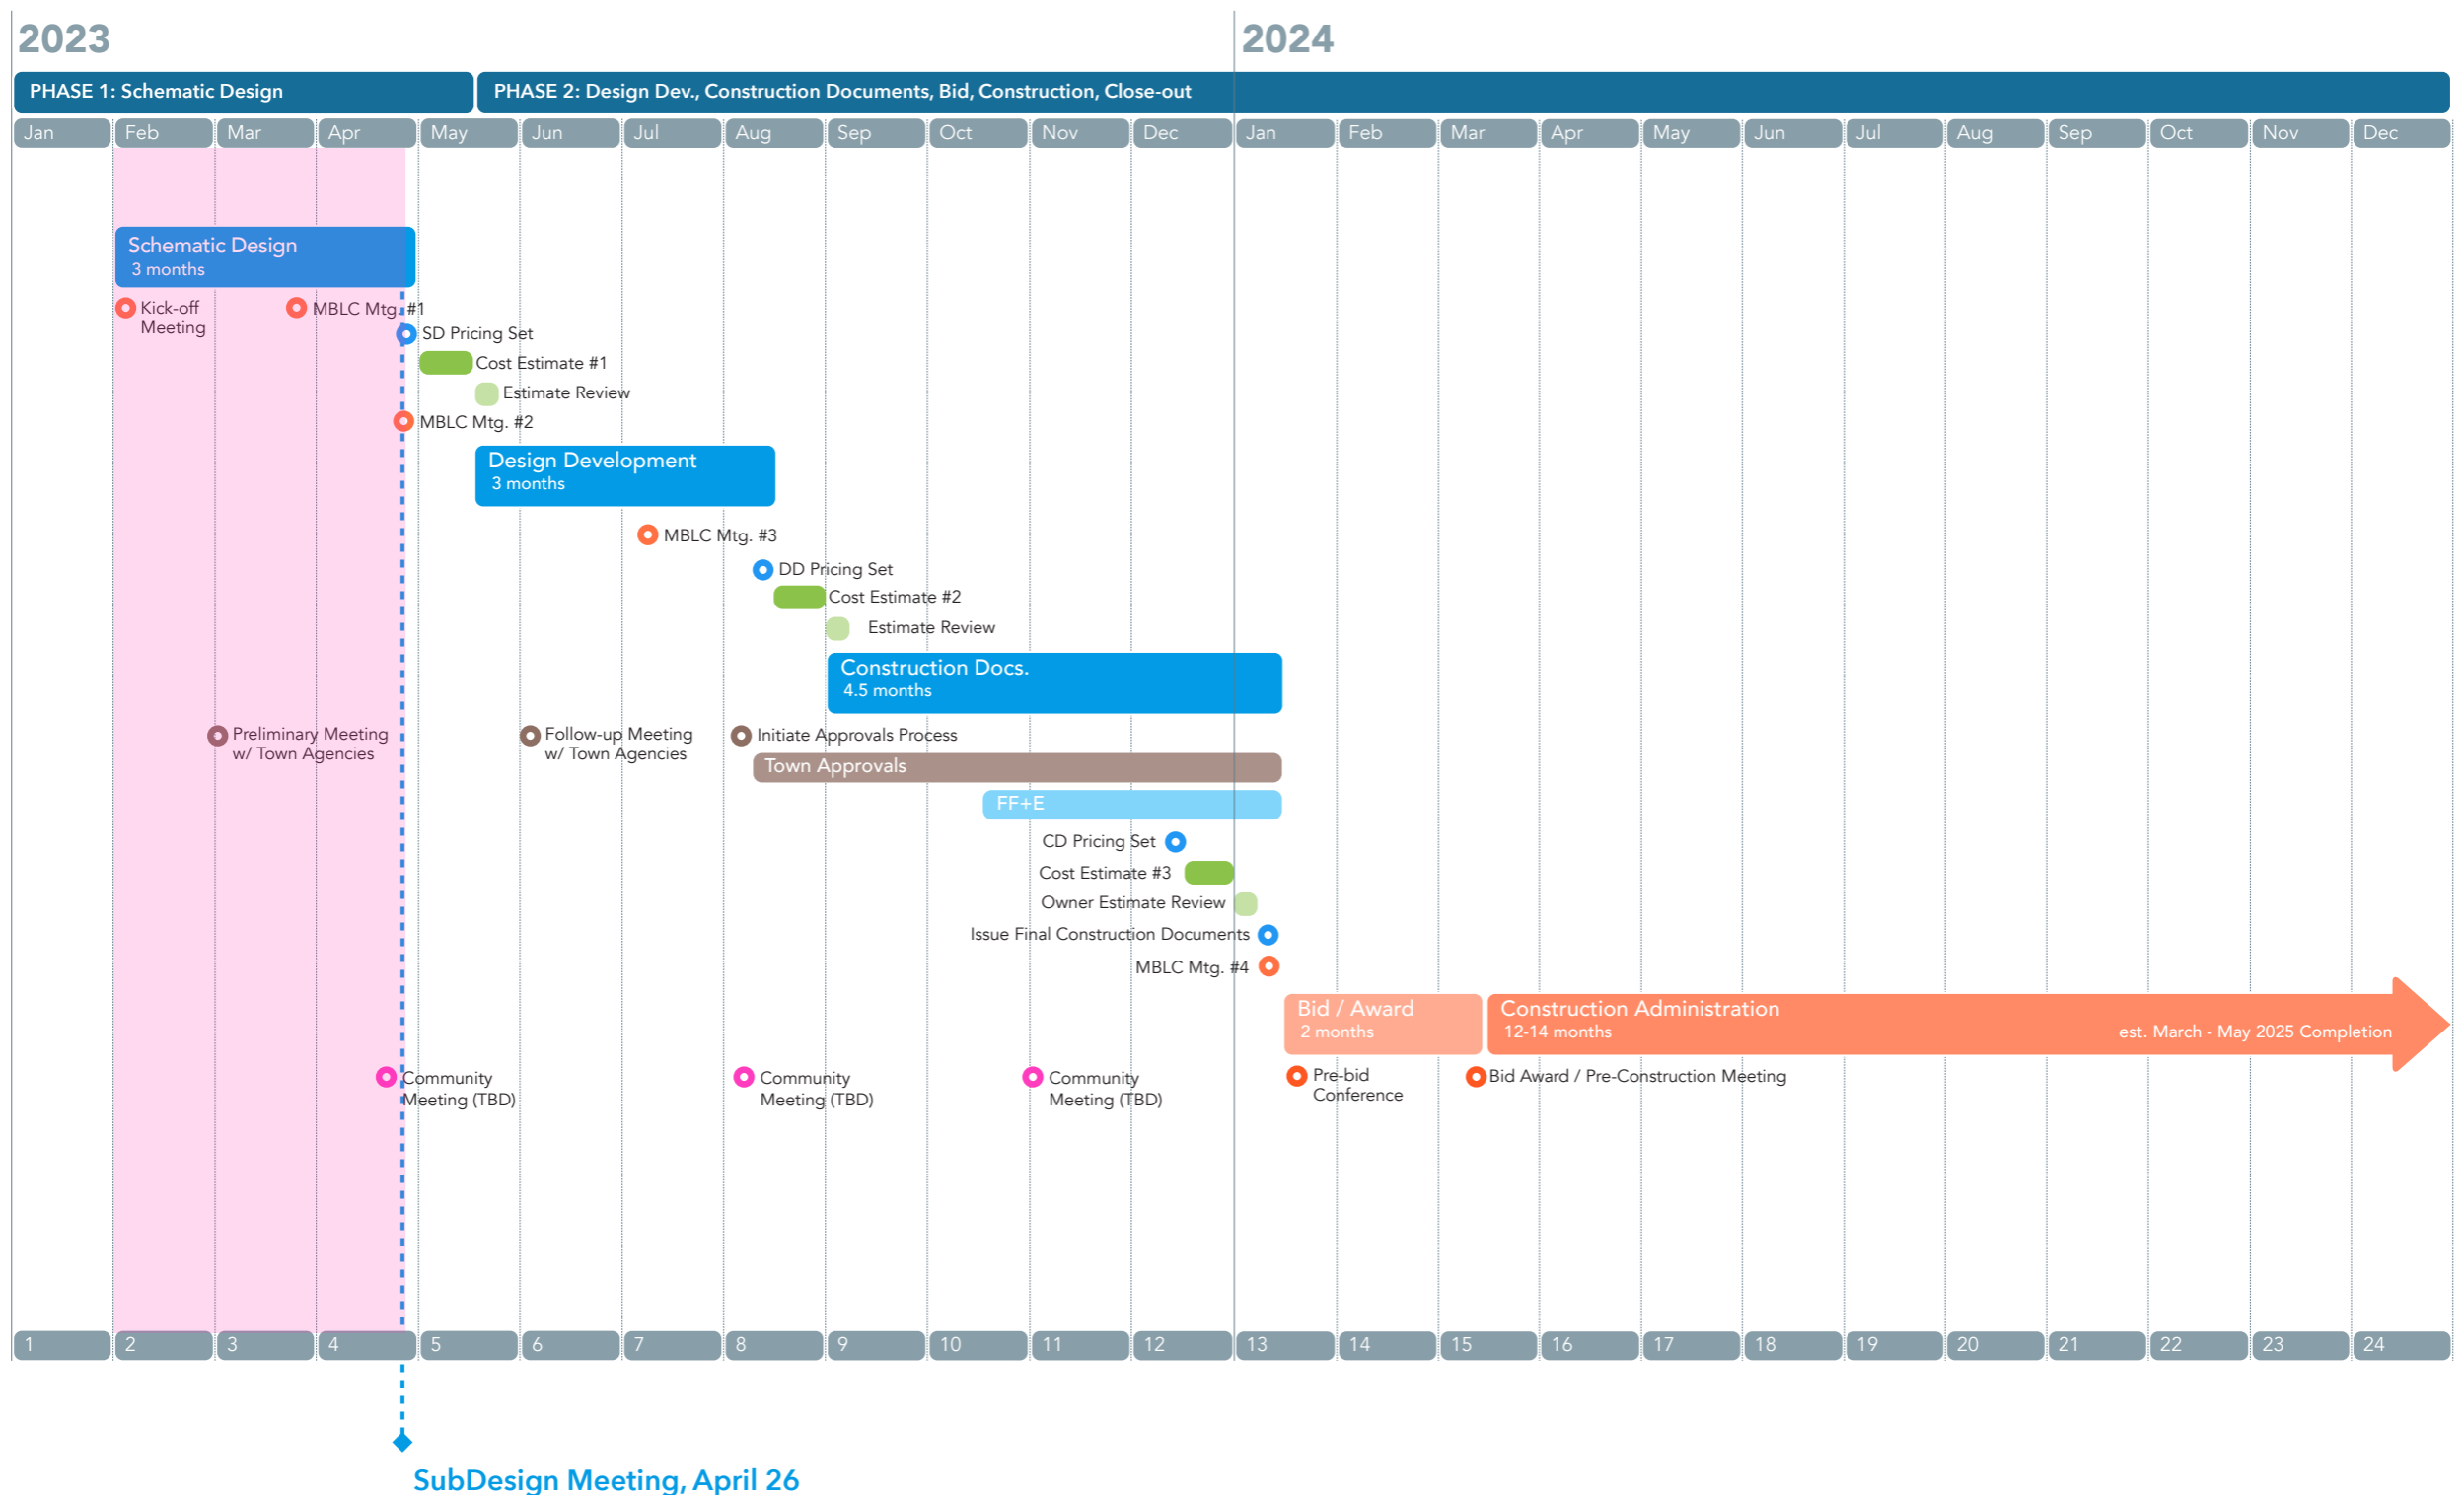 2023
2024
PHASE 1: Schematic Design
PHASE 2: Design Dev., Construction Documents, Bid, Construction, Close-out
Jan
Feb
Mar
Apr
May
Jun
Jul
Aug
Sep
Oct
Nov
Dec
Jan
Feb
Mar
Apr
May
Jun
Jul
Aug
Sep
Oct
Nov
Dec
Schematic Design
3 months
Kick-off
Meeting
MBLC Mtg. #1
SD Pricing Set
Cost Estimate #1
Estimate Review
MBLC Mtg. #2
Design Development
3 months
MBLC Mtg. #3
DD Pricing Set
Cost Estimate #2
Estimate Review
Construction Docs.
4.5 months
Preliminary Meeting
w/ Town Agencies
Follow-up Meeting
w/ Town Agencies
Initiate Approvals Process
Town Approvals
FF+E
CD Pricing Set
Cost Estimate #3
Owner Estimate Review
Issue Final Construction Documents
MBLC Mtg. #4
Bid / Award
2 months
Construction Administration
12-14 months
est. March - May 2025 Completion
Community
Meeting (TBD)
Community
Meeting (TBD)
Community
Meeting (TBD)
Pre-bid
Conference
Bid Award / Pre-Construction Meeting
1
2
3
4
5
6
7
8
9
10
11
12
13
14
15
16
17
18
19
20
21
22
23
24
SubDesign Meeting, April 26